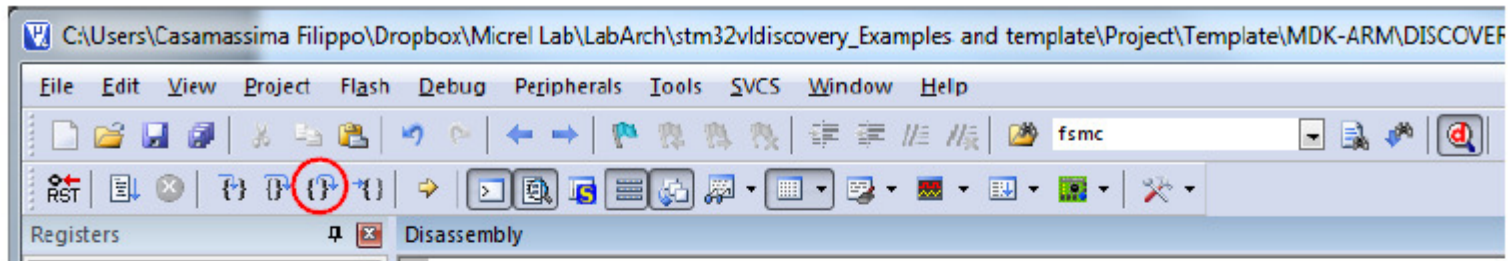 C:\Users\Casamassima Filippo\Dropbox\Micrel Lab\LabArch\stm32vldiscovery_Examples and template\Project\Template\MDK-ARM\DISCOVER
File Edit View Project Flash Debug Peripherals Tools SVCS Window Help
fsmc
RST
Registers Disassembly